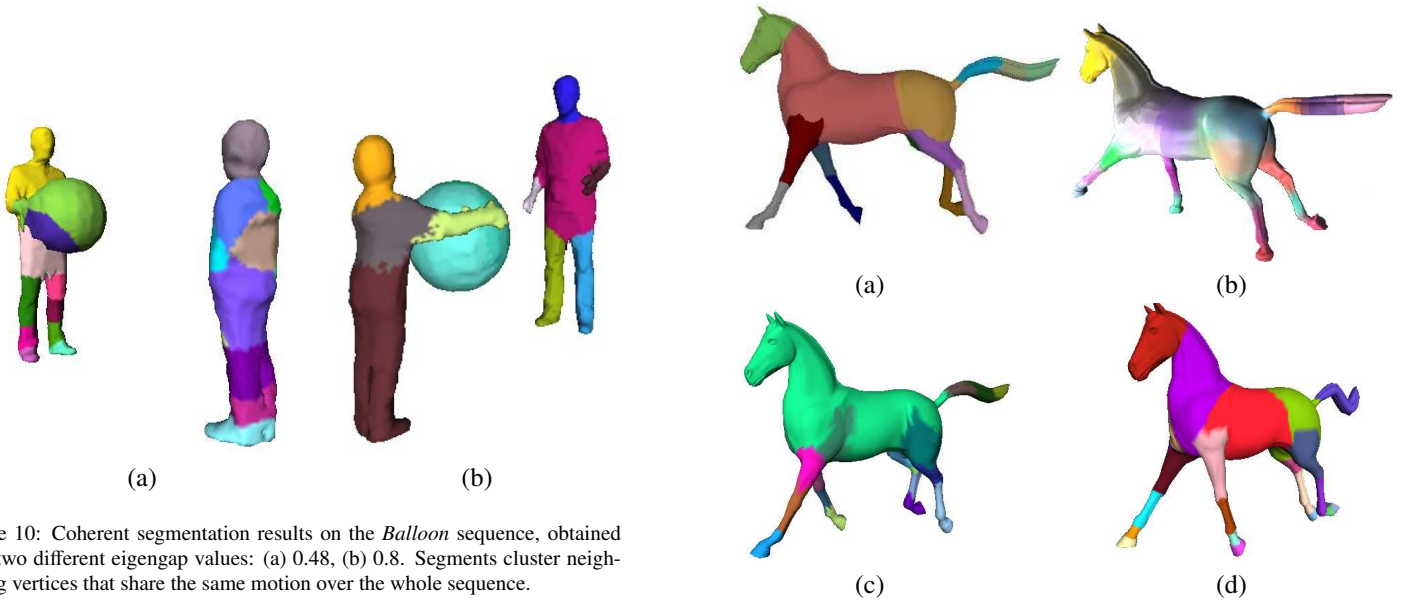 (a)
(b)
e 10: Coherent segmentation results on the Balloon sequence, obtained
two different eigengap values: (a) 0.48, (b) 0.8. Segments cluster neigh-
g vertices that share the same motion over the whole sequence.
(a)
(b)
(c)
(d)